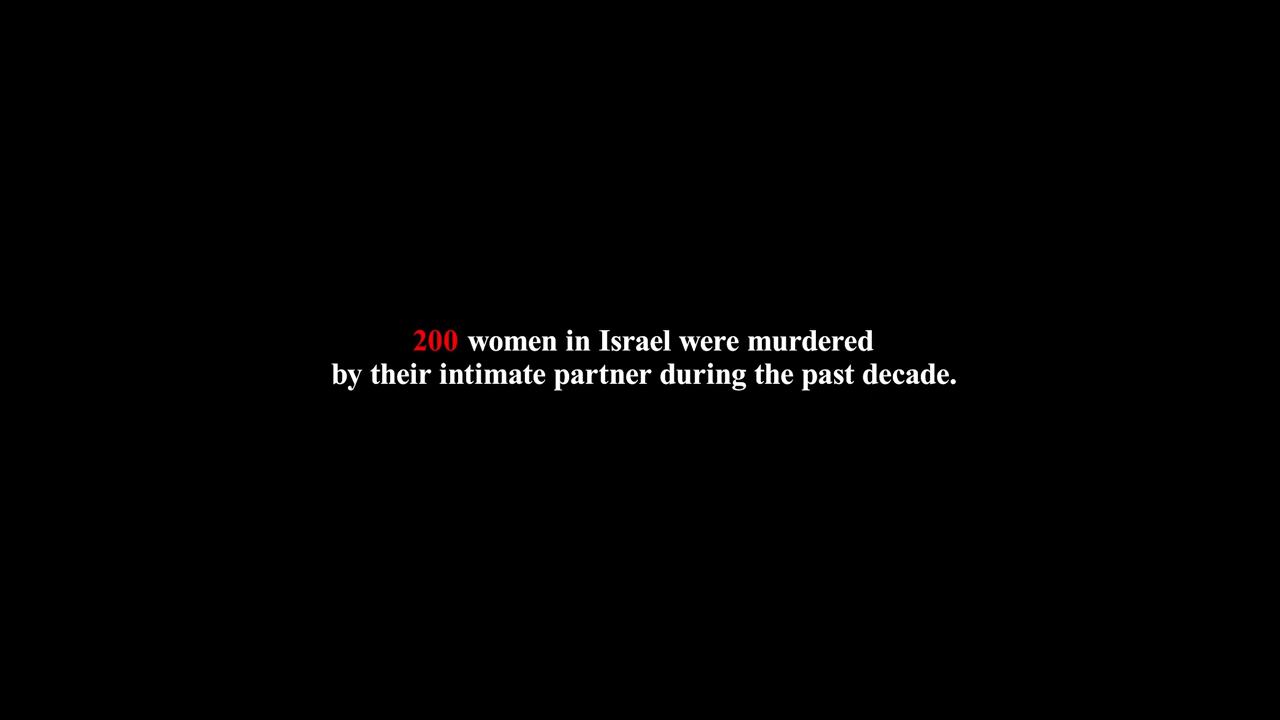 200 women in Israel were murdered
by their intimate partner during the past decade.